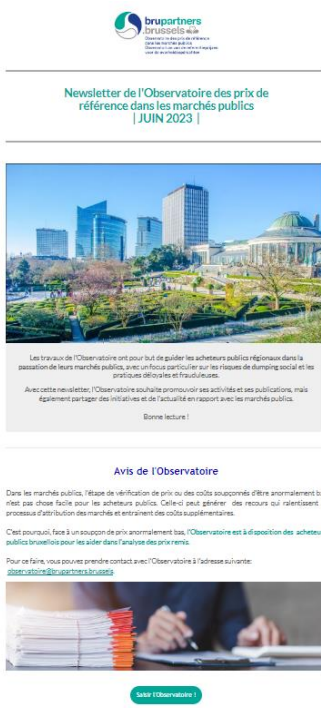 brupartners
.brussels
Newsletter de l'Observatoire des prix de
référence dans les marchés publics
| JUIN 2023 |
Les travaux de l'Observatoire ont pour but de guider les acheteurs publics régionaux dans la
passation de leurs marchés publics, avec un focus particulier sur les risques de dumping social et les
pratiques déloyales et frauduleuses.
Avec cette newsletter, l'Observatoire souhaite promouvoir ses activités et ses publications, mais
également partager des initiatives et de l'actualité en rapport avec les marchés publics.
Bonne lecture !
Avis de l'Observatoire
Dans les marchés publics, l'étape de vérification de prix ou des coûts soupçonnés d'être anormalement b
n'est pas chose facile pour les acheteurs publics. Celle-ci peut générer des recours qui ralentissent
processus d'attribution des marchés et entrainent des coûts supplémentaires.
C'est pourquoi, face à un soupçon de prix anormalement bas, l'Observatoire est à disposition des acheteu
publics bruxellois pour les aider dans l'analyse des prix remis.
Pour ce faire, vous pouvez prendre contact avec l'Observatoire à l'adresse suivante:
observatoire@brupartners.brussels
Saisir l'Observatoire !